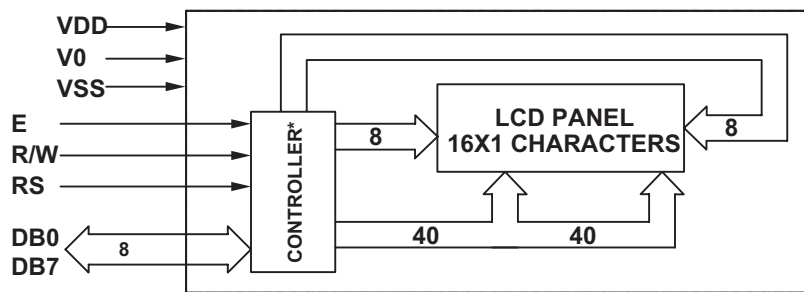 VDD
V0
VSS
E
R/W
RS
DB0
DB7
8
CONTROLLER*
8
LCD PANEL
16X1 CHARACTERS
8
40
40